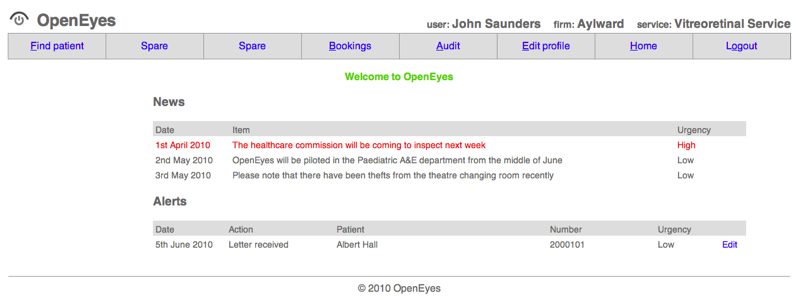 OpenEyes
user: John Saunders firm: Aylward service: Vitreoretinal Service
Find patient Spare Spare Bookings Audit Edit profile Home Logout
Welcome to OpenEyes
News
Date Item Urgency
1st April 2010 The healthcare commission will be coming to inspect next week High
2nd May 2010 OpenEyes will be piloted in the Paediatric A&E department from the middle of June Low
3rd May 2010 Please note that there have been thefts from the theatre changing room recently Low
Alerts
Date Action Patient Number Urgency
5th June 2010 Letter received Albert Hall 2000101 Low Edit
© 2010 OpenEyes